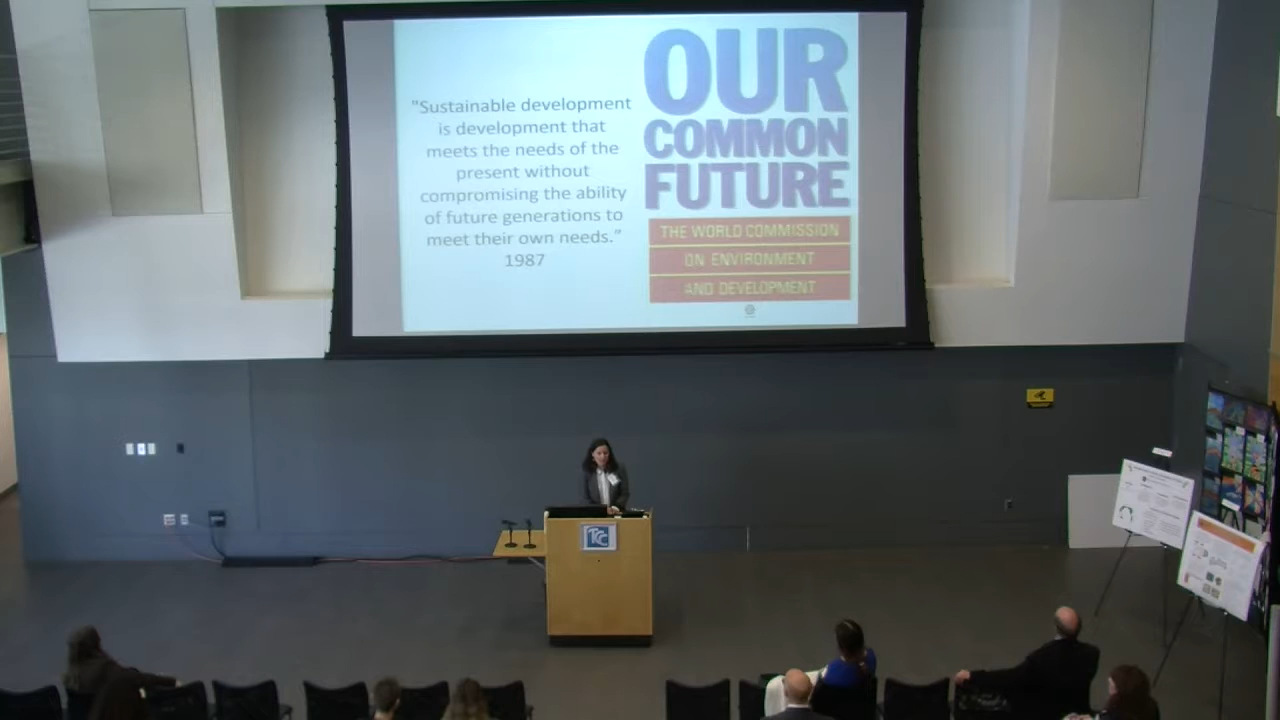 "Sustainable development
is development that
meets the needs of the
present without
compromising the ability
of future generations to
meet their own needs."
1987
OUR
COMMON
FUTURE
THE WORLD COMMISSION
ON ENVIRONMENT
AND DEVELOPMENT
TCC